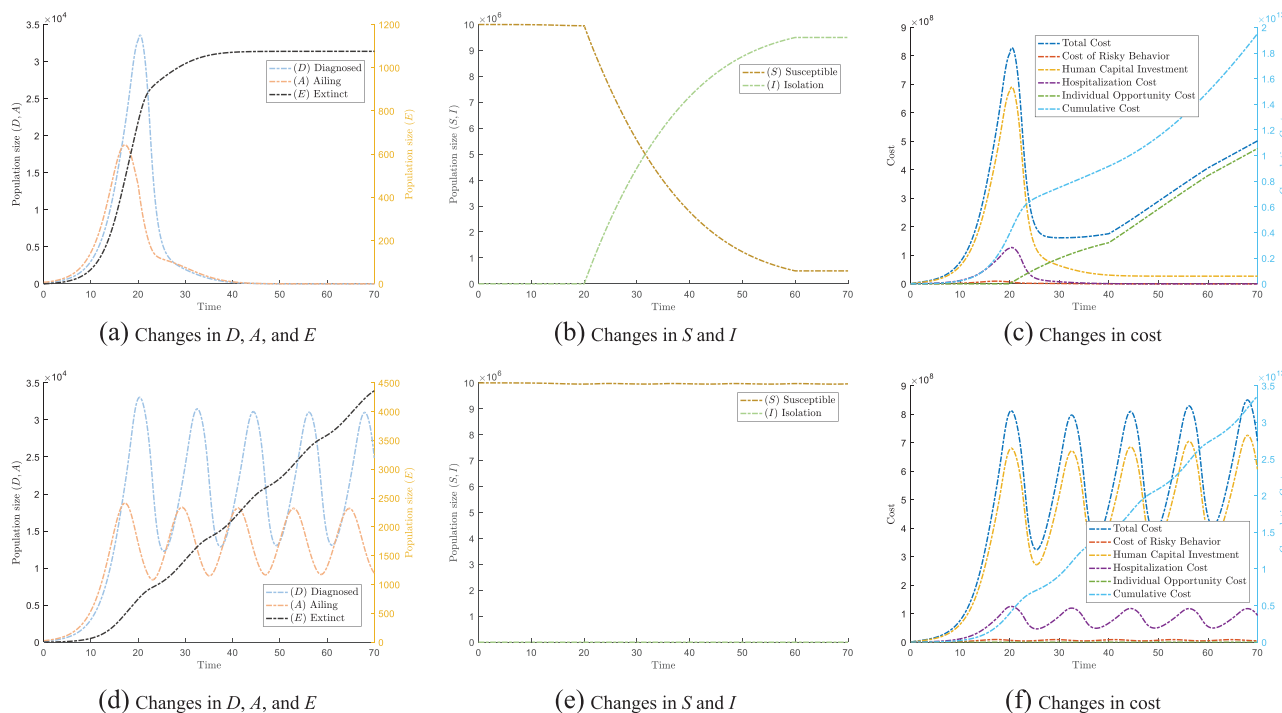 ×10⁴
3.5
3
2.5
2
1.5
1
0.5
0
Population size (D, A)
0 10 20 30 40 50 60 70
Time
1200
1000
800
600
400
200
0
Population size (E)
(D) Diagnosed
(A) Ailing
(E) Extinct
(a) Changes in D, A, and E
×10⁶
10
9
8
7
6
5
4
3
2
1
0
Population size (S, I)
0 10 20 30 40 50 60 70
Time
(S) Susceptible
(I) Isolation
(b) Changes in S and I
×10⁸
9
8
7
6
5
4
3
2
1
0
Cost
0 10 20 30 40 50 60 70
Time
2
1.8
1.6
1.4
1.2
1
0.8
0.6
0.4
0.2
0
Total Cost
Cost of Risky Behavior
Human Capital Investment
Hospitalization Cost
Individual Opportunity Cost
Cumulative Cost
(c) Changes in cost
×10⁴
3.5
3
2.5
2
1.5
1
0.5
0
Population size (D, A)
0 10 20 30 40 50 60 70
Time
4500
4000
3500
3000
2500
2000
1500
1000
500
0
Population size (E)
(D) Diagnosed
(A) Ailing
(E) Extinct
(d) Changes in D, A, and E
×10⁶
10
9
8
7
6
5
4
3
2
1
0
Population size (S, I)
0 10 20 30 40 50 60 70
Time
(S) Susceptible
(I) Isolation
(e) Changes in S and I
×10⁸
9
8
7
6
5
4
3
2
1
0
Cost
0 10 20 30 40 50 60 70
Time
3.5
3
2.5
2
1.5
1
0.5
0
Total Cost
Cost of Risky Behavior
Human Capital Investment
Hospitalization Cost
Individual Opportunity Cost
Cumulative Cost
(f) Changes in cost